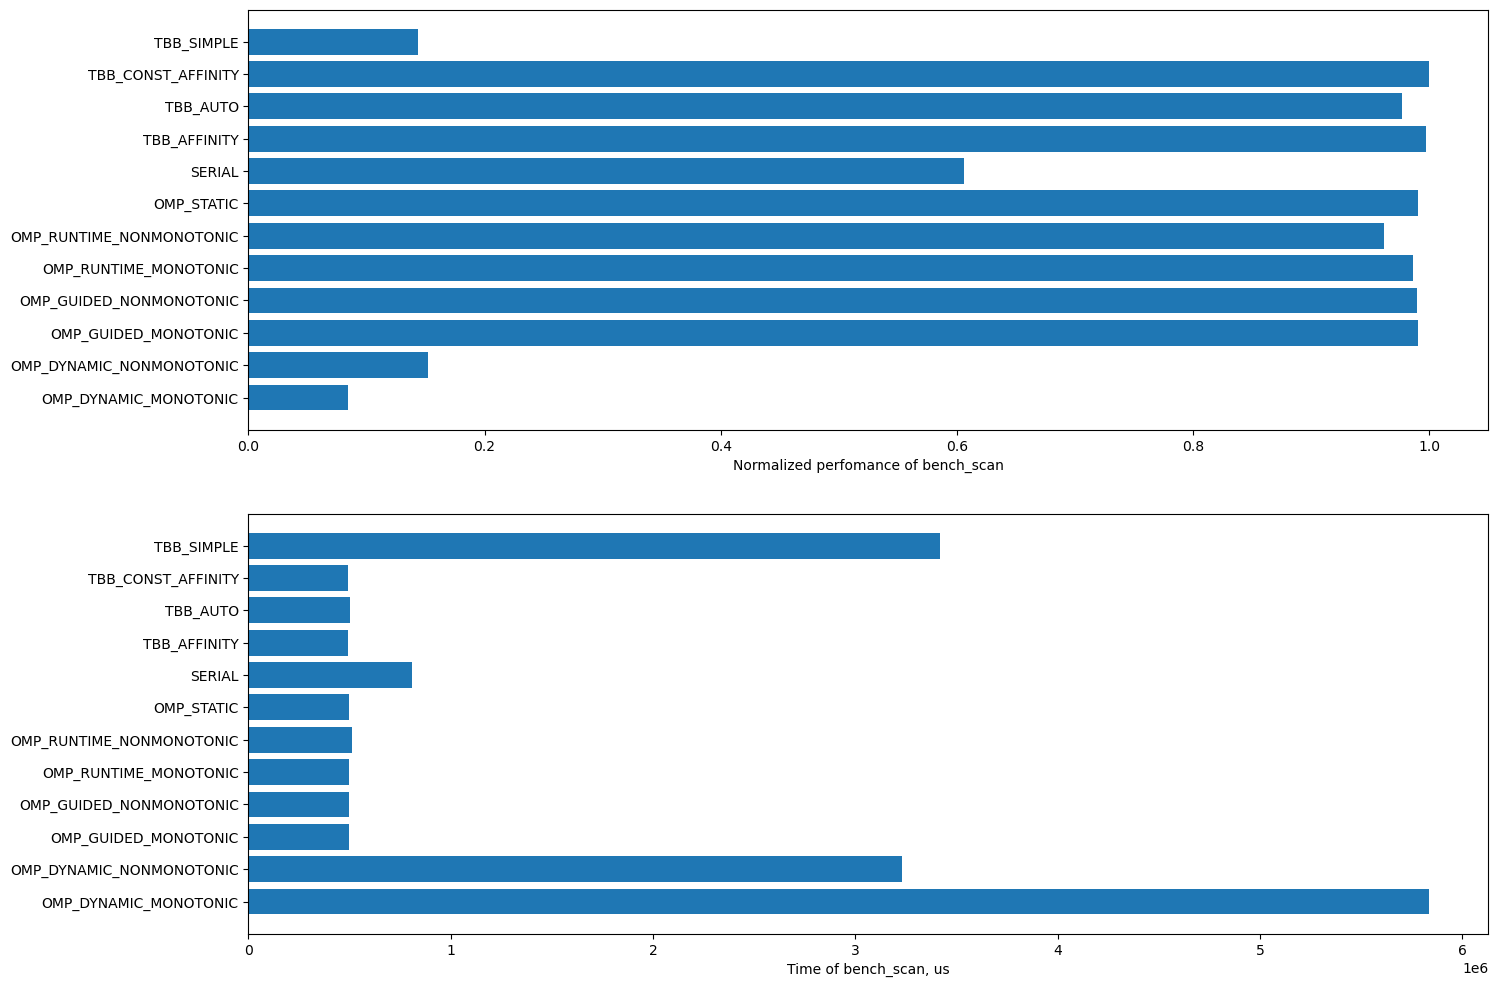 TBB_SIMPLE
TBB_CONST_AFFINITY
TBB_AUTO
TBB_AFFINITY
SERIAL
OMP_STATIC
OMP_RUNTIME_NONMONOTONIC
OMP_RUNTIME_MONOTONIC
OMP_GUIDED_NONMONOTONIC
OMP_GUIDED_MONOTONIC
OMP_DYNAMIC_NONMONOTONIC
OMP_DYNAMIC_MONOTONIC
0.0 0.2 0.4 0.6 0.8 1.0
Normalized perfomance of bench_scan
TBB_SIMPLE
TBB_CONST_AFFINITY
TBB_AUTO
TBB_AFFINITY
SERIAL
OMP_STATIC
OMP_RUNTIME_NONMONOTONIC
OMP_RUNTIME_MONOTONIC
OMP_GUIDED_NONMONOTONIC
OMP_GUIDED_MONOTONIC
OMP_DYNAMIC_NONMONOTONIC
OMP_DYNAMIC_MONOTONIC
0 1 2 3 4 5 6
1e6
Time of bench_scan, us